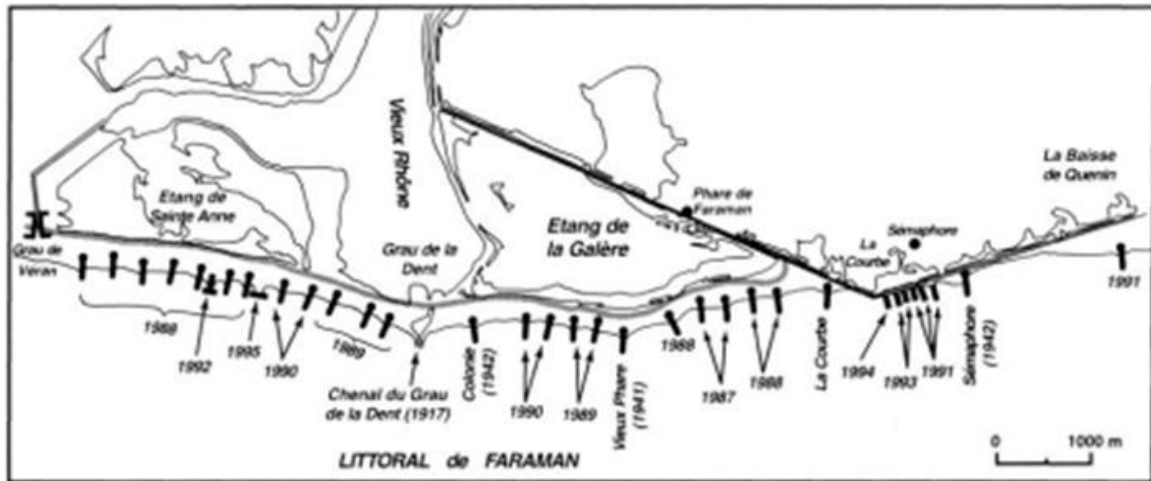 Vieux Rhône
La Baisse
de Quenin
Etang de
Sainte Anne
Phare de
Faraman
Sémaphore
Etang de
la Galère
La
Courbe
Grau de la
Dent
Grau de
Véran
1988
1992
1995
1990
1989
Chenal du Grau
de la Dent (1917)
Colonie
(1942)
1990
1989
Vieux Phare
(1941)
1988
1987
1988
La Courbe
1994
1993
1991
Sémaphore
(1942)
1991
0 1000 m
LITTORAL de FARAMAN